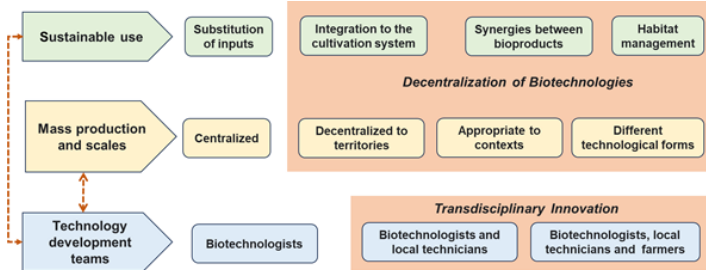 Sustainable use
Substitution
of inputs
Integration to the
cultivation system
Synergies between
bioproducts
Habitat
management
Decentralization of Biotechnologies
Mass production
and scales
Centralized
Decentralized to
territories
Appropriate to
contexts
Different
technological forms
Technology
development
teams
Biotechnologists
Transdisciplinary Innovation
Biotechnologists and
local technicians
Biotechnologists, local
technicians and farmers